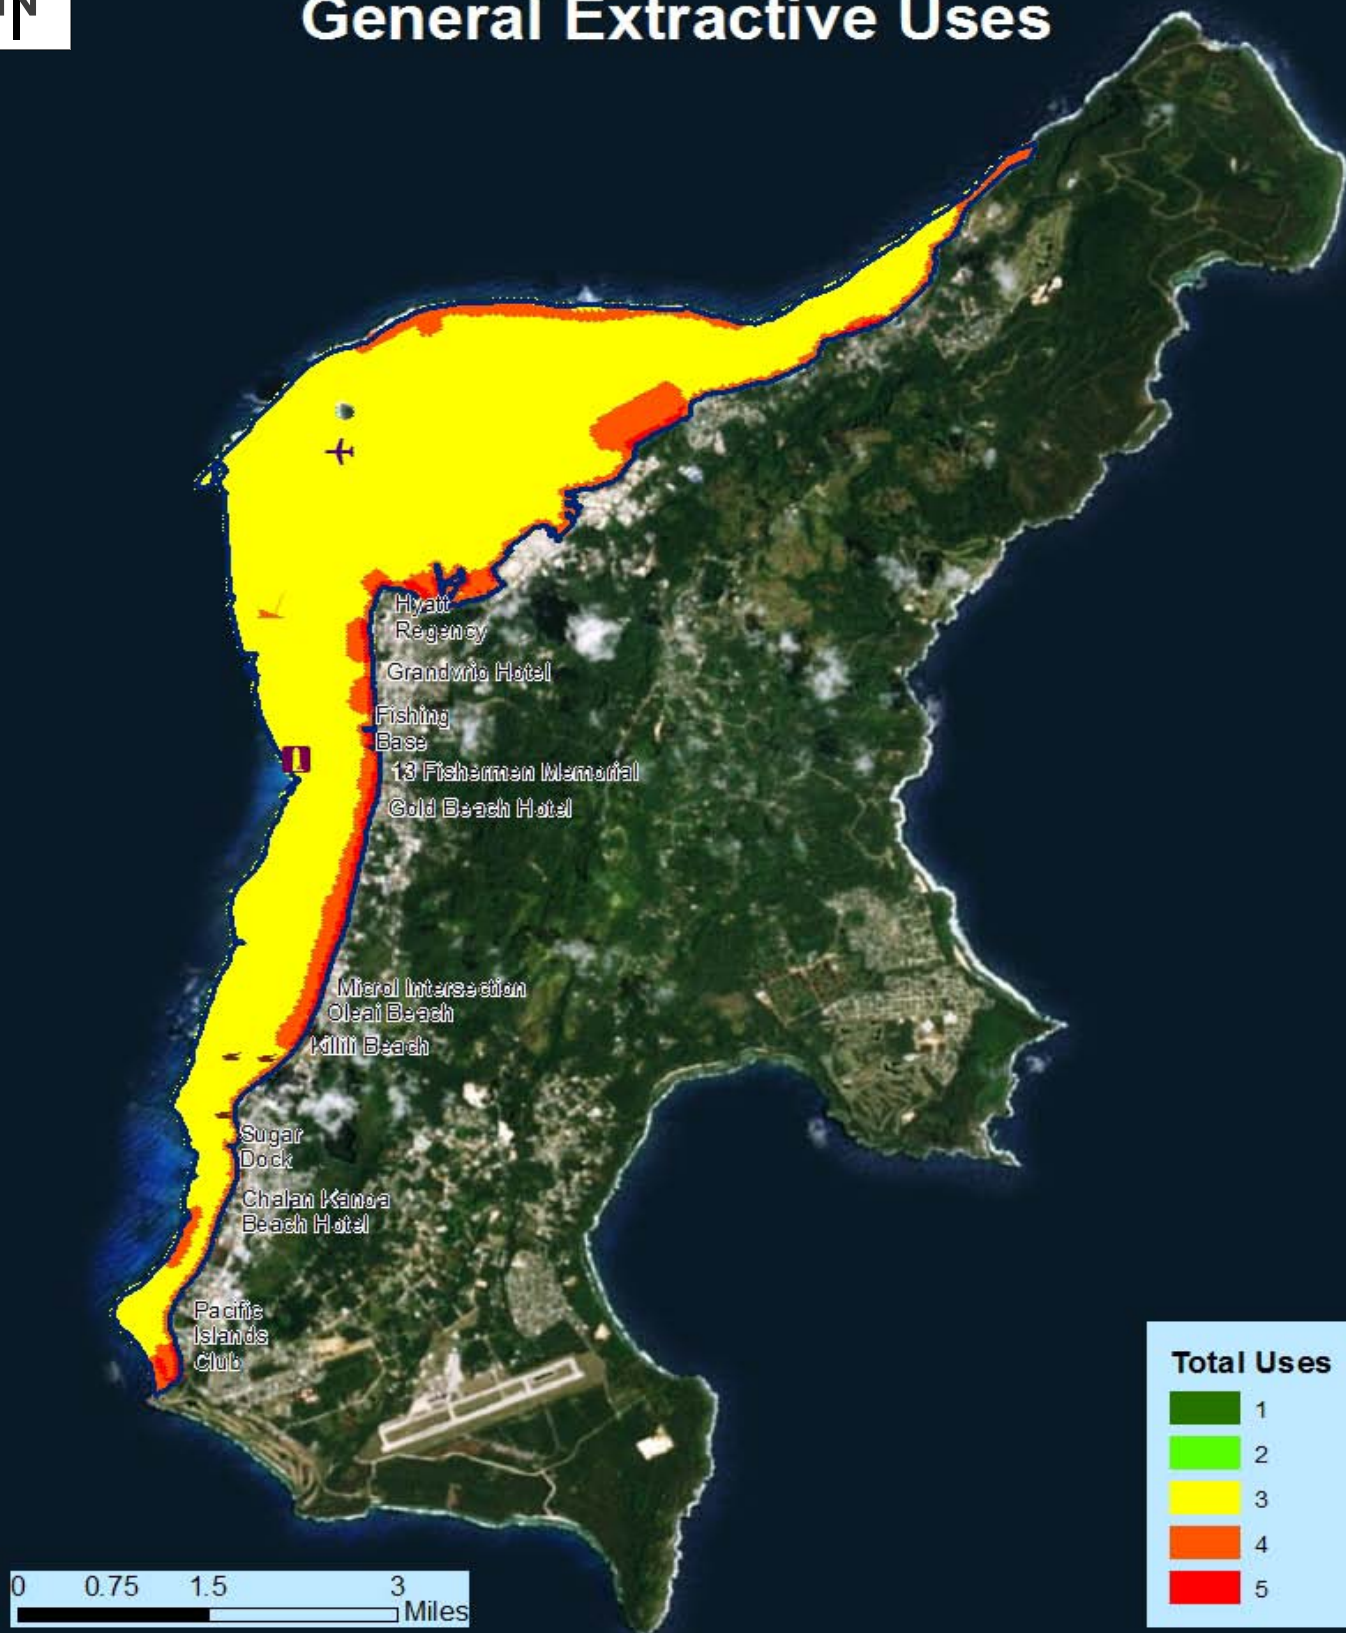 N
General Extractive Uses
Hyatt
Regency
Grandvrio Hotel
Fishing
Base
13 Fishermen Memorial
Gold Beach Hotel
Microl Intersection
Oleai Beach
Killili Beach
Sugar
Dock
Chalan Kanoa
Beach Hotel
Pacific
Islands
Club
Total Uses
1
2
3
4
5
0 0.75 1.5 3
Miles